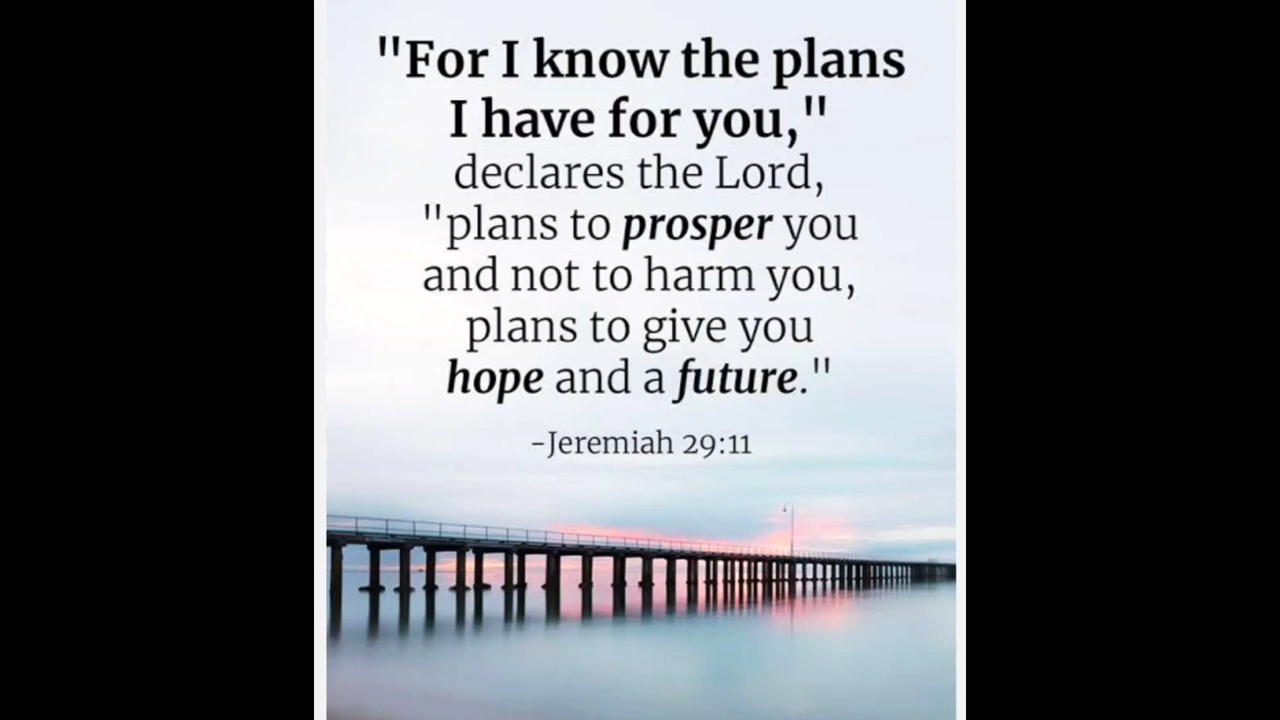 "For I know the plans
I have for you,"
declares the Lord,
"plans to prosper you
and not to harm you,
plans to give you
hope and a future."
-Jeremiah 29:11